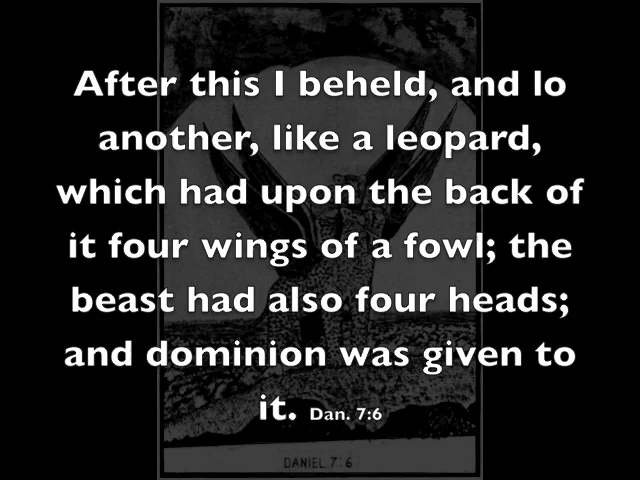 After this I beheld, and lo
another, like a leopard,
which had upon the back of
it four wings of a fowl; the
beast had also four heads;
and dominion was given to
it. Dan. 7:6
DANIEL 7:6